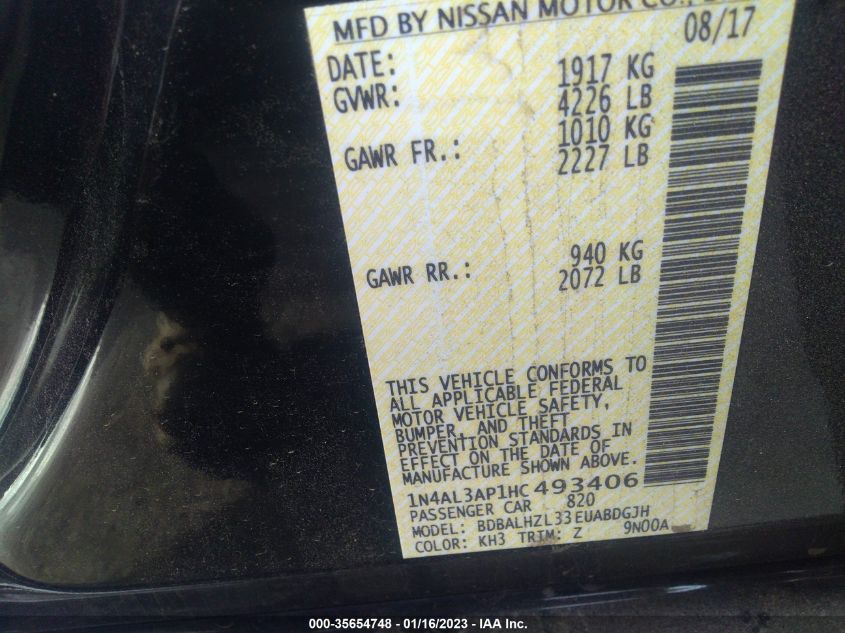 MFD BY NISSAN MOTOR CO.,
DATE: 08/17
GVWR: 1917 KG
4226 LB
GAWR FR.: 1010 KG
2227 LB
GAWR RR.: 940 KG
2072 LB
THIS VEHICLE CONFORMS TO
ALL APPLICABLE FEDERAL
MOTOR VEHICLE SAFETY,
BUMPER, AND THEFT
PREVENTION STANDARDS IN
EFFECT ON THE DATE OF
MANUFACTURE SHOWN ABOVE.
1N4AL3AP1HC493406
PASSENGER CAR 820
MODEL: BDBALHZL33EUABDGJH
COLOR: KH3 TRIM: Z 9N00A
000-35654748 - 01/16/2023 - IAA Inc.